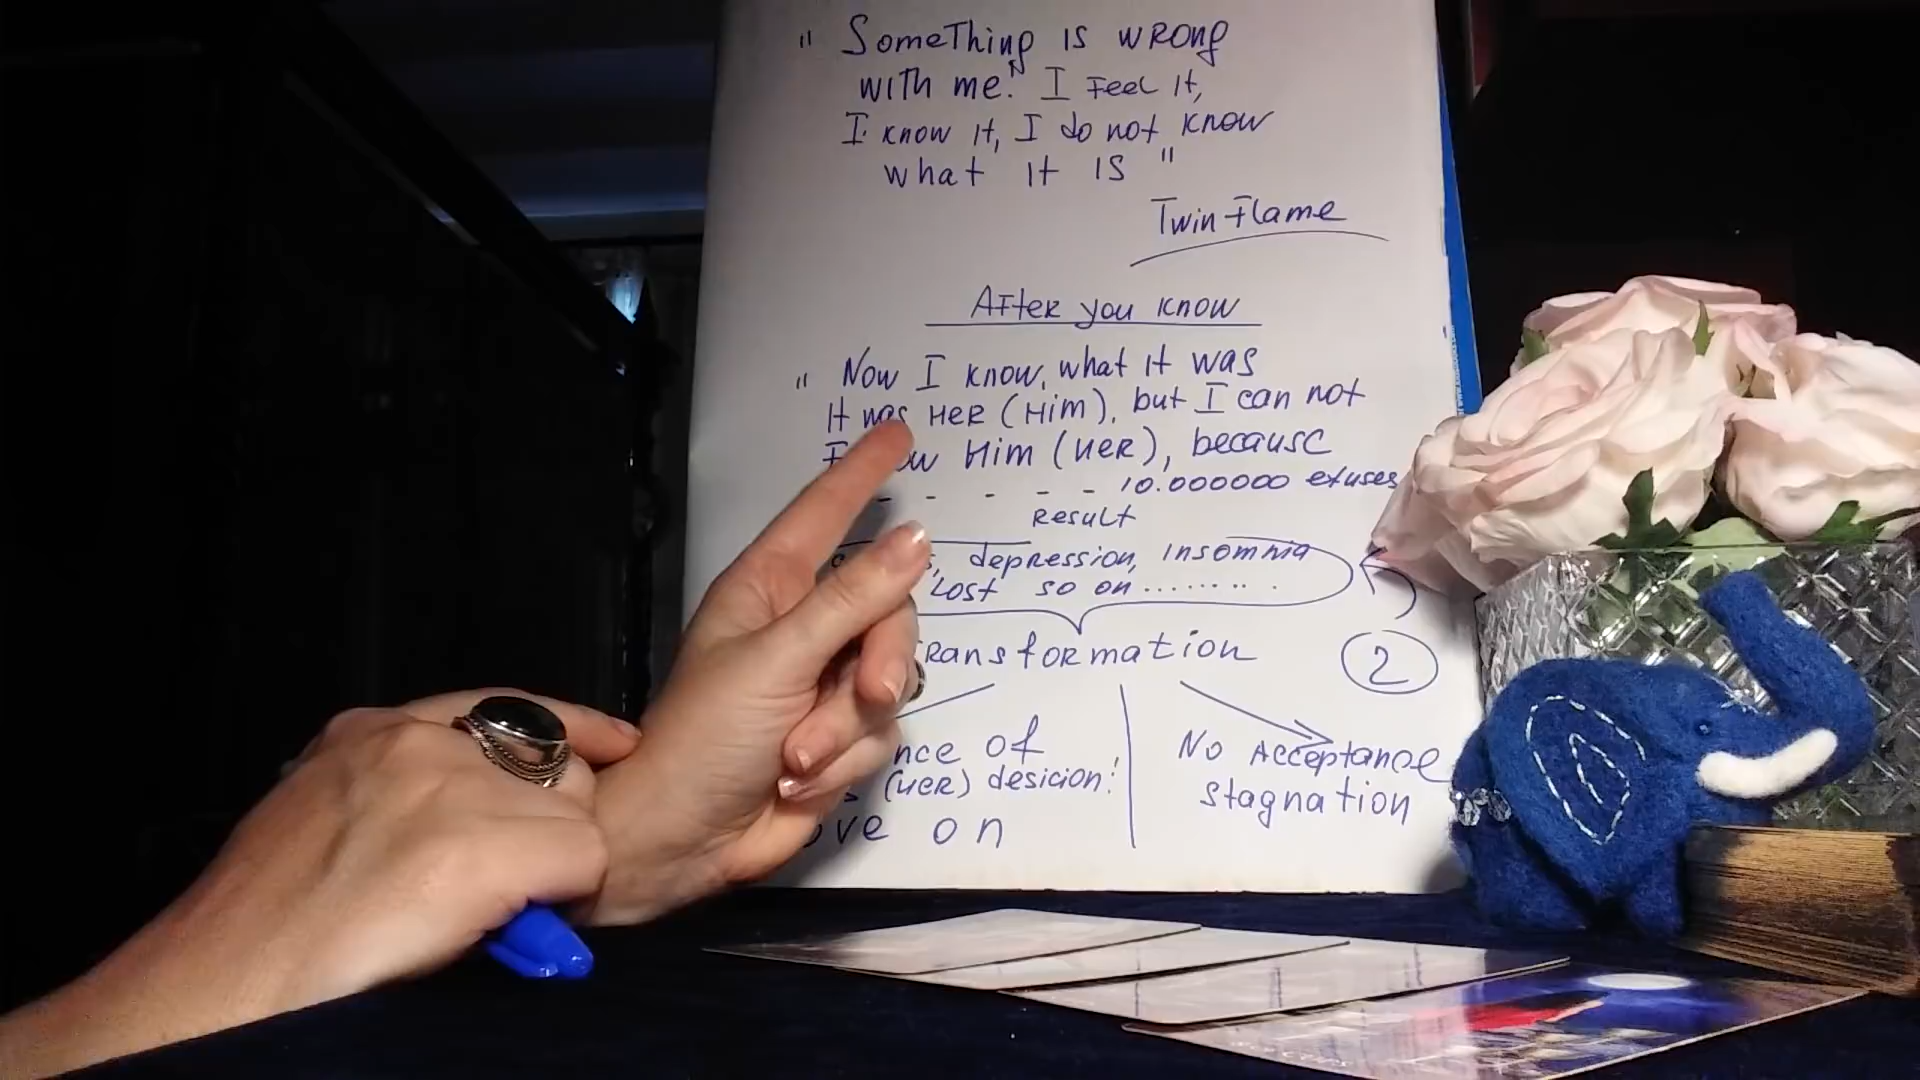 " Something is wrong
with me." I Feel it,
I know it, I do not know
what it is "
Twin Flame
After you know
" Now I know, what it was
It was Her (Him), but I can not
Him (Her), because
- - - - - 10.000000 exuses
Result
depression, insomnia
Lost so on .........
ransformation
2
nce of
(Her) desicion!
ve on
No Acceptance
stagnation